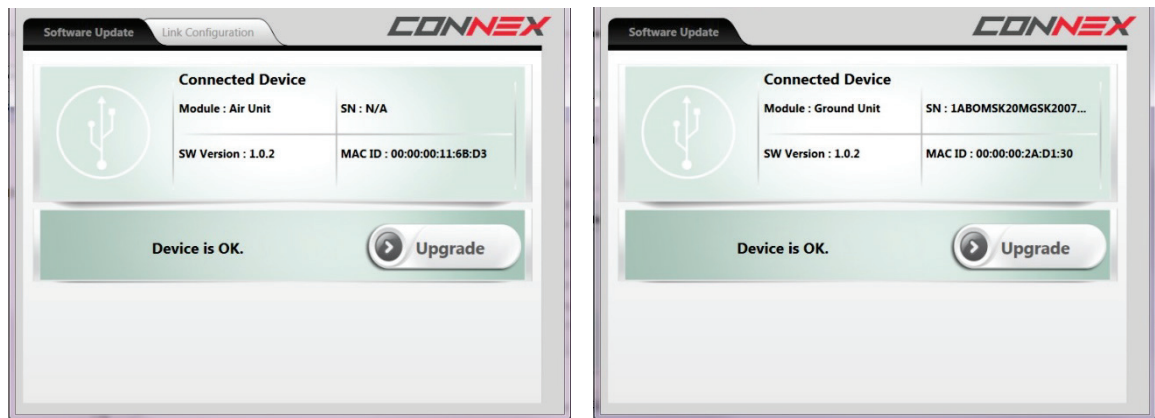 Software Update Link Configuration CONNEX
Connected Device
Module : Air Unit SN : N/A
SW Version : 1.0.2 MAC ID : 00:00:00:11:6B:D3
Device is OK. Upgrade
Software Update CONNEX
Connected Device
Module : Ground Unit SN : 1ABOMSK20MGSK2007...
SW Version : 1.0.2 MAC ID : 00:00:00:2A:D1:30
Device is OK. Upgrade